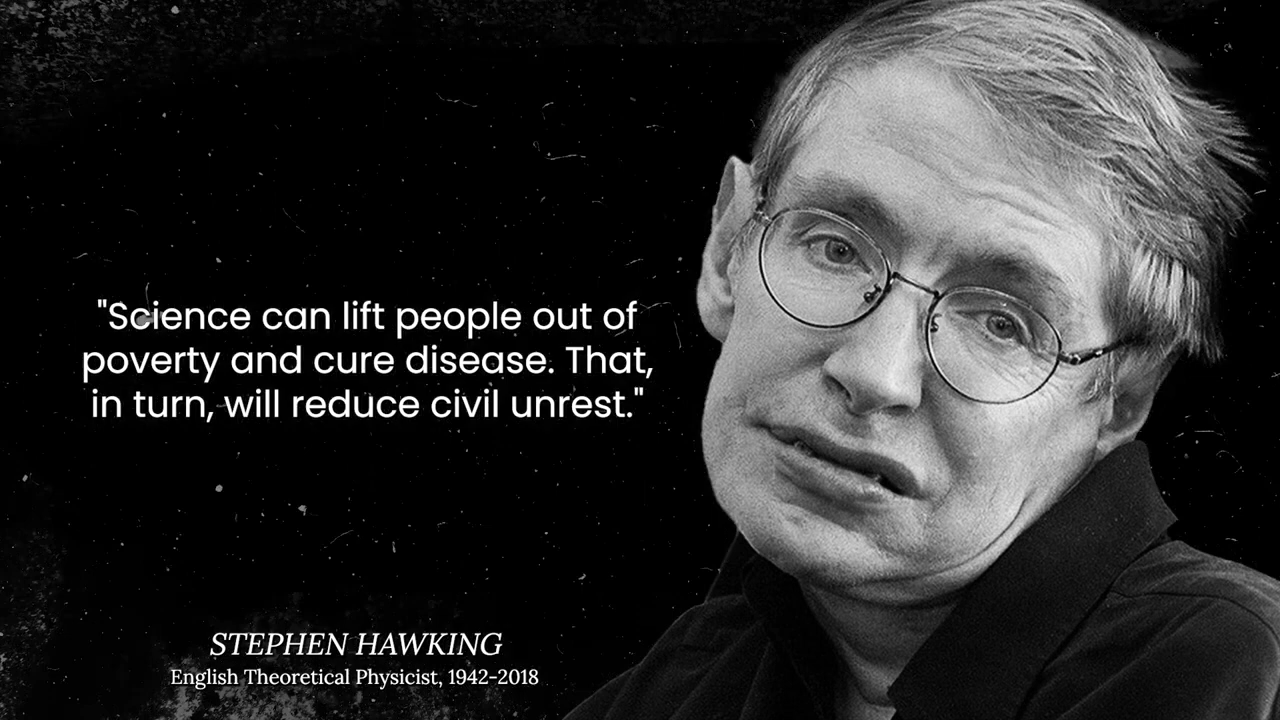 "Science can lift people out of
poverty and cure disease. That,
in turn, will reduce civil unrest."
STEPHEN HAWKING
English Theoretical Physicist, 1942-2018